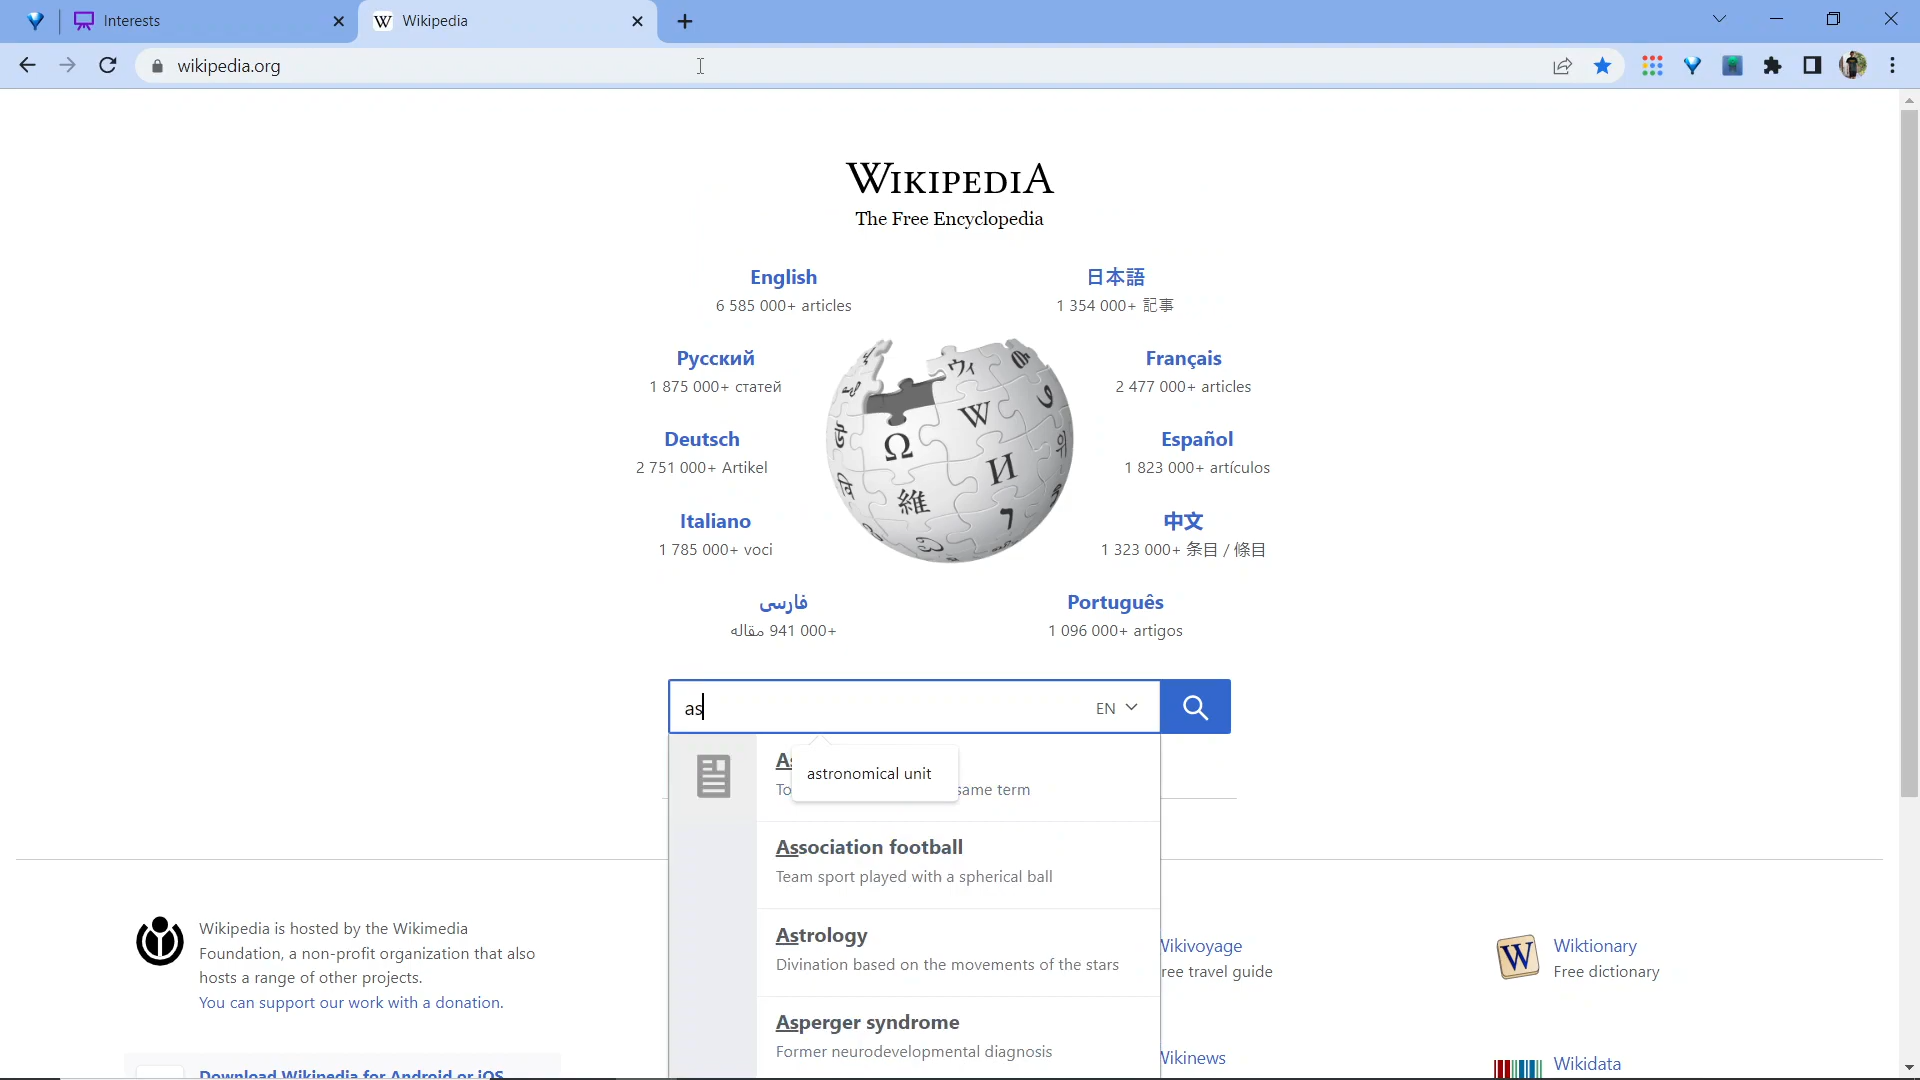 Interests
Wikipedia
wikipedia.org
WIKIPEDIA
The Free Encyclopedia
English
6 585 000+ articles
日本語
1 354 000+ 記事
Русский
1 875 000+ статей
Français
2 477 000+ articles
Deutsch
2 751 000+ Artikel
Español
1 823 000+ artículos
Italiano
1 785 000+ voci
中文
1 323 000+ 条目 / 條目
فارسی
941 000+ مقاله
Português
1 096 000+ artigos
as
EN
As
astronomical unit
To
same term
Association football
Team sport played with a spherical ball
Astrology
Divination based on the movements of the stars
Asperger syndrome
Former neurodevelopmental diagnosis
Wikipedia is hosted by the Wikimedia
Foundation, a non-profit organization that also
hosts a range of other projects.
You can support our work with a donation.
Download Wikipedia for Android or iOS
Wikivoyage
Free travel guide
Wiktionary
Free dictionary
Wikinews
Wikidata